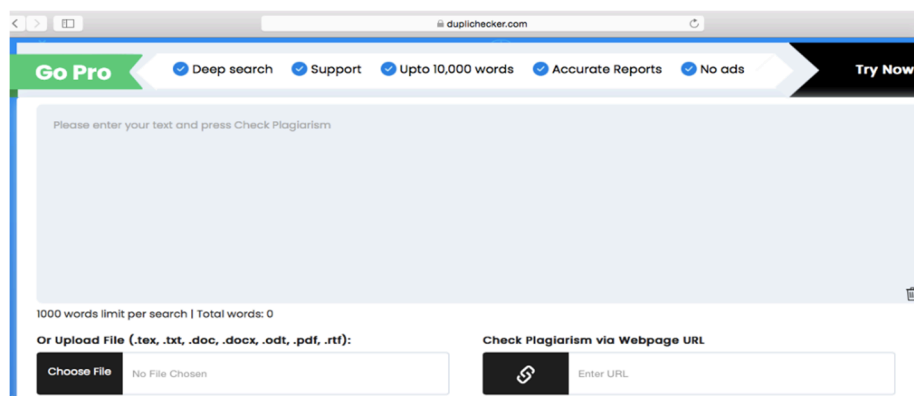 duplichecker.com
Go Pro Deep search Support Upto 10,000 words Accurate Reports No ads Try Now
Please enter your text and press Check Plagiarism
1000 words limit per search | Total words: 0
Or Upload File (.tex, .txt, .doc, .docx, .odt, .pdf, .rtf): Check Plagiarism via Webpage URL
Choose File No File Chosen Enter URL